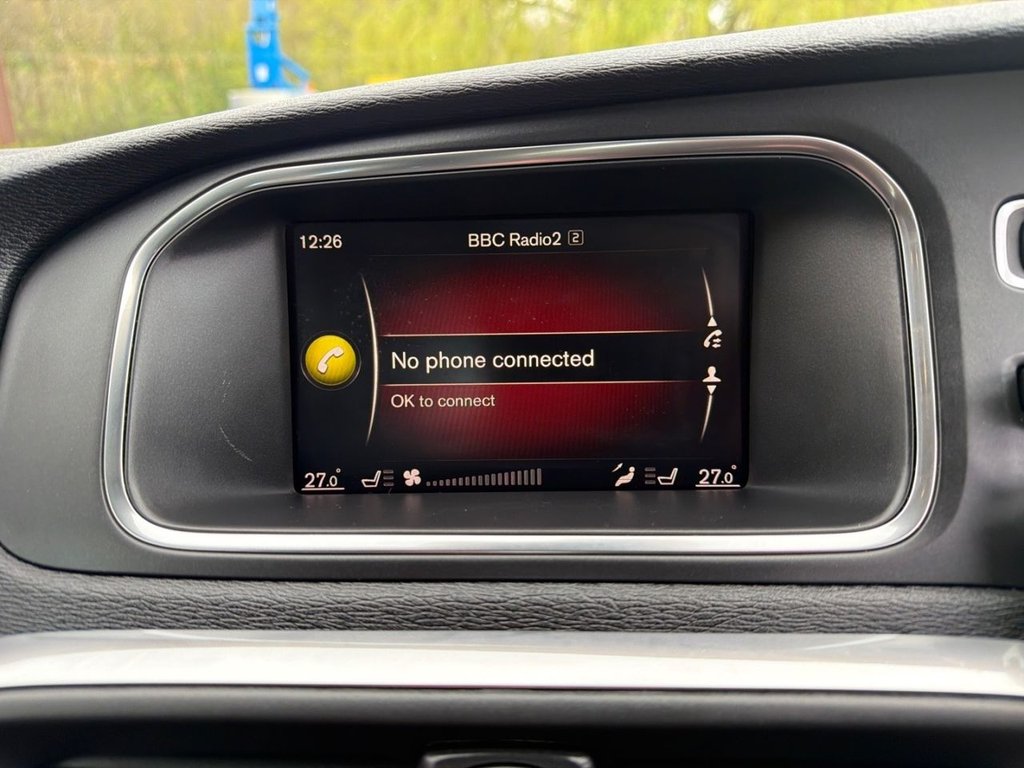 12:26
BBC Radio2 2
No phone connected
OK to connect
27.0° 27.0°